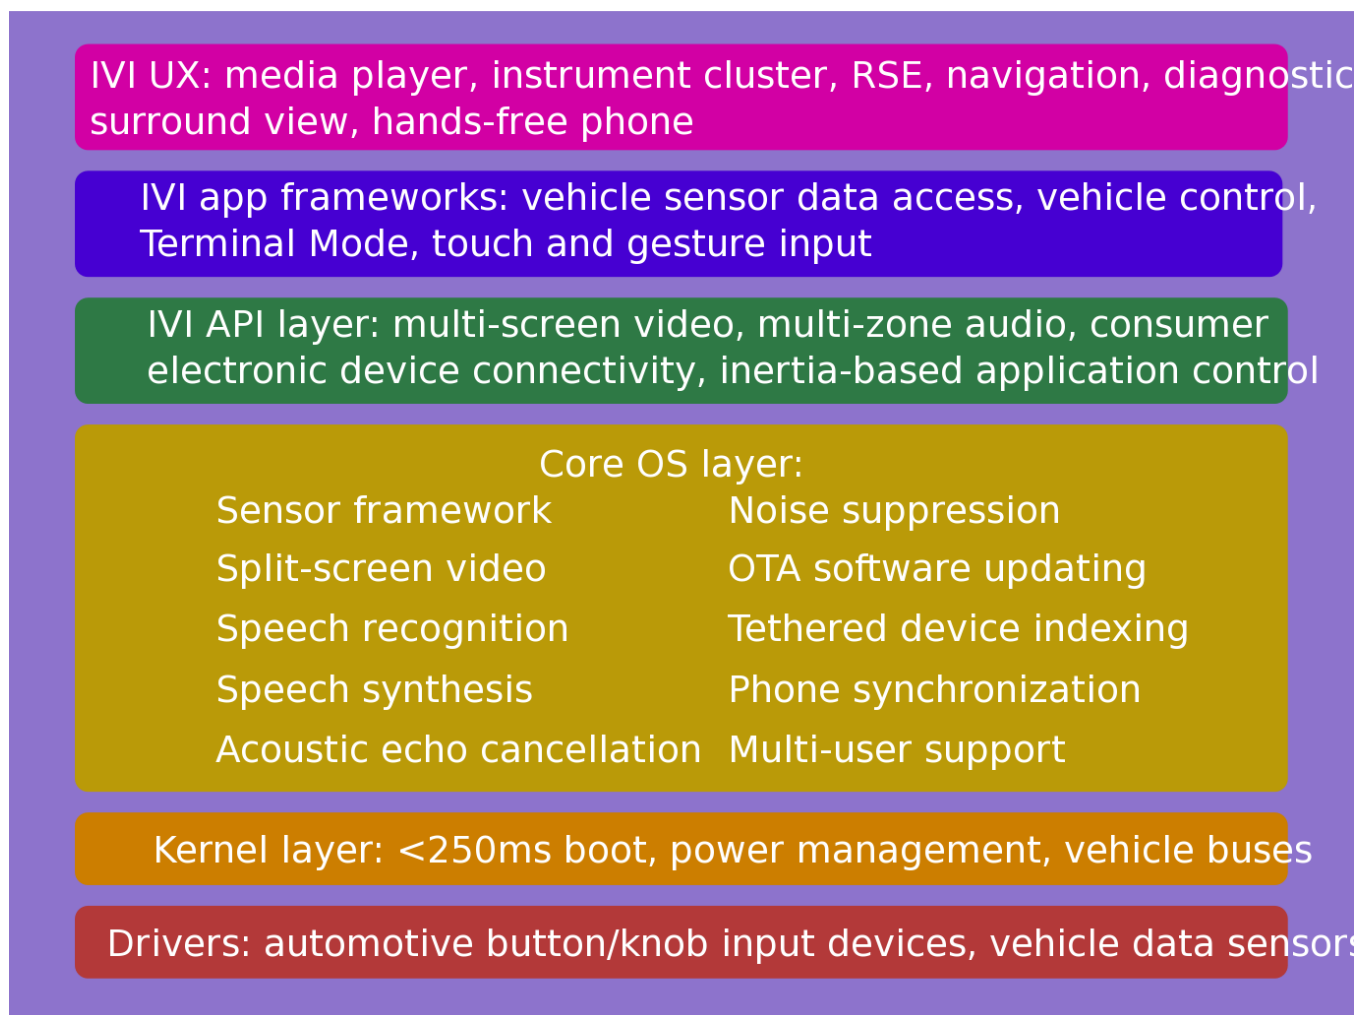 IVI UX: media player, instrument cluster, RSE, navigation, diagnostic
surround view, hands-free phone
IVI app frameworks: vehicle sensor data access, vehicle control,
Terminal Mode, touch and gesture input
IVI API layer: multi-screen video, multi-zone audio, consumer
electronic device connectivity, inertia-based application control
Core OS layer:
Sensor framework
Split-screen video
Speech recognition
Speech synthesis
Acoustic echo cancellation
Noise suppression
OTA software updating
Tethered device indexing
Phone synchronization
Multi-user support
Kernel layer: <250ms boot, power management, vehicle buses
Drivers: automotive button/knob input devices, vehicle data sensors